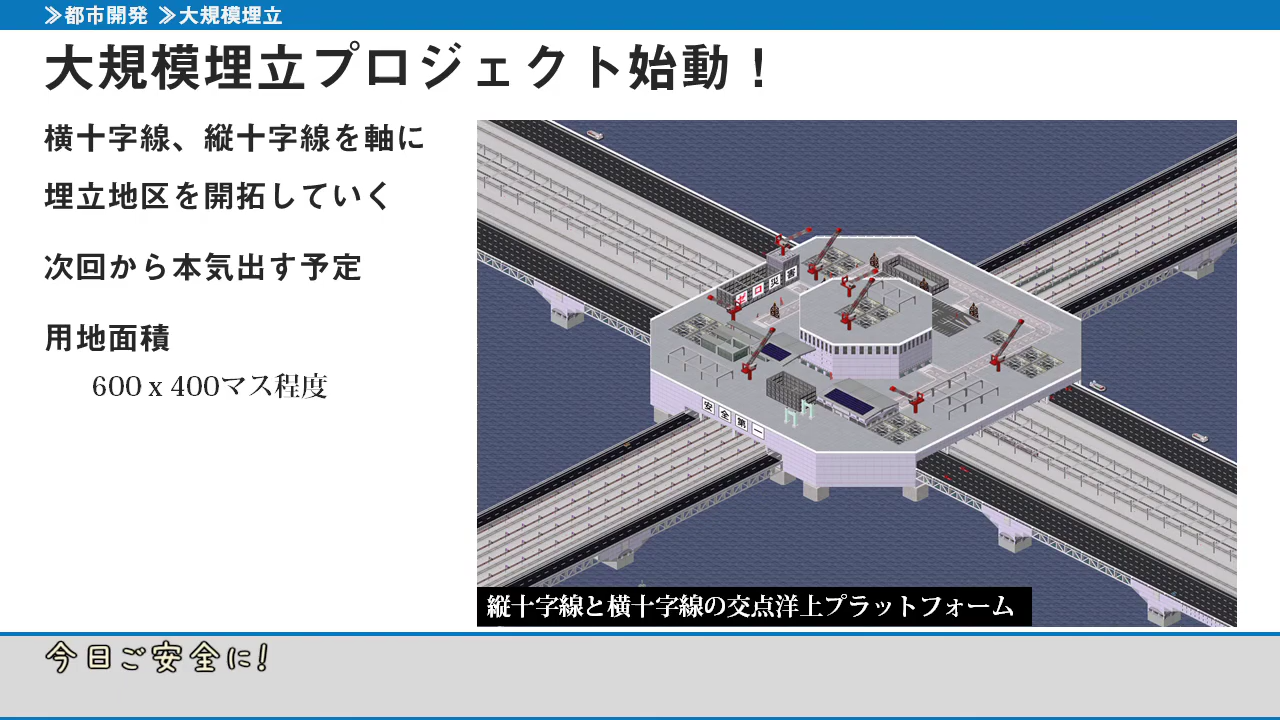 ≫都市開発 ≫大規模埋立
大規模埋立プロジェクト始動！
横十字線、縦十字線を軸に
埋立地区を開拓していく
次回から本気出す予定
用地面積
600 x 400マス程度
ゼロ災害
安全第一
縦十字線と横十字線の交点洋上プラットフォーム
今日ご安全に！